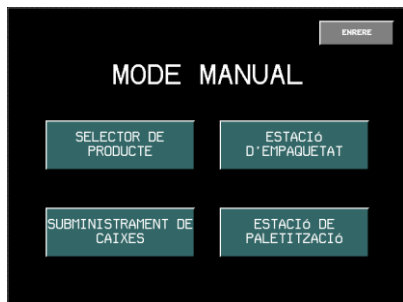 ENRERE
MODE MANUAL
SELECTOR DE
PRODUCTE
ESTACIó
D'EMPAQUETAT
SUBMINISTRAMENT DE
CAIXES
ESTACIó DE
PALETITZACIó